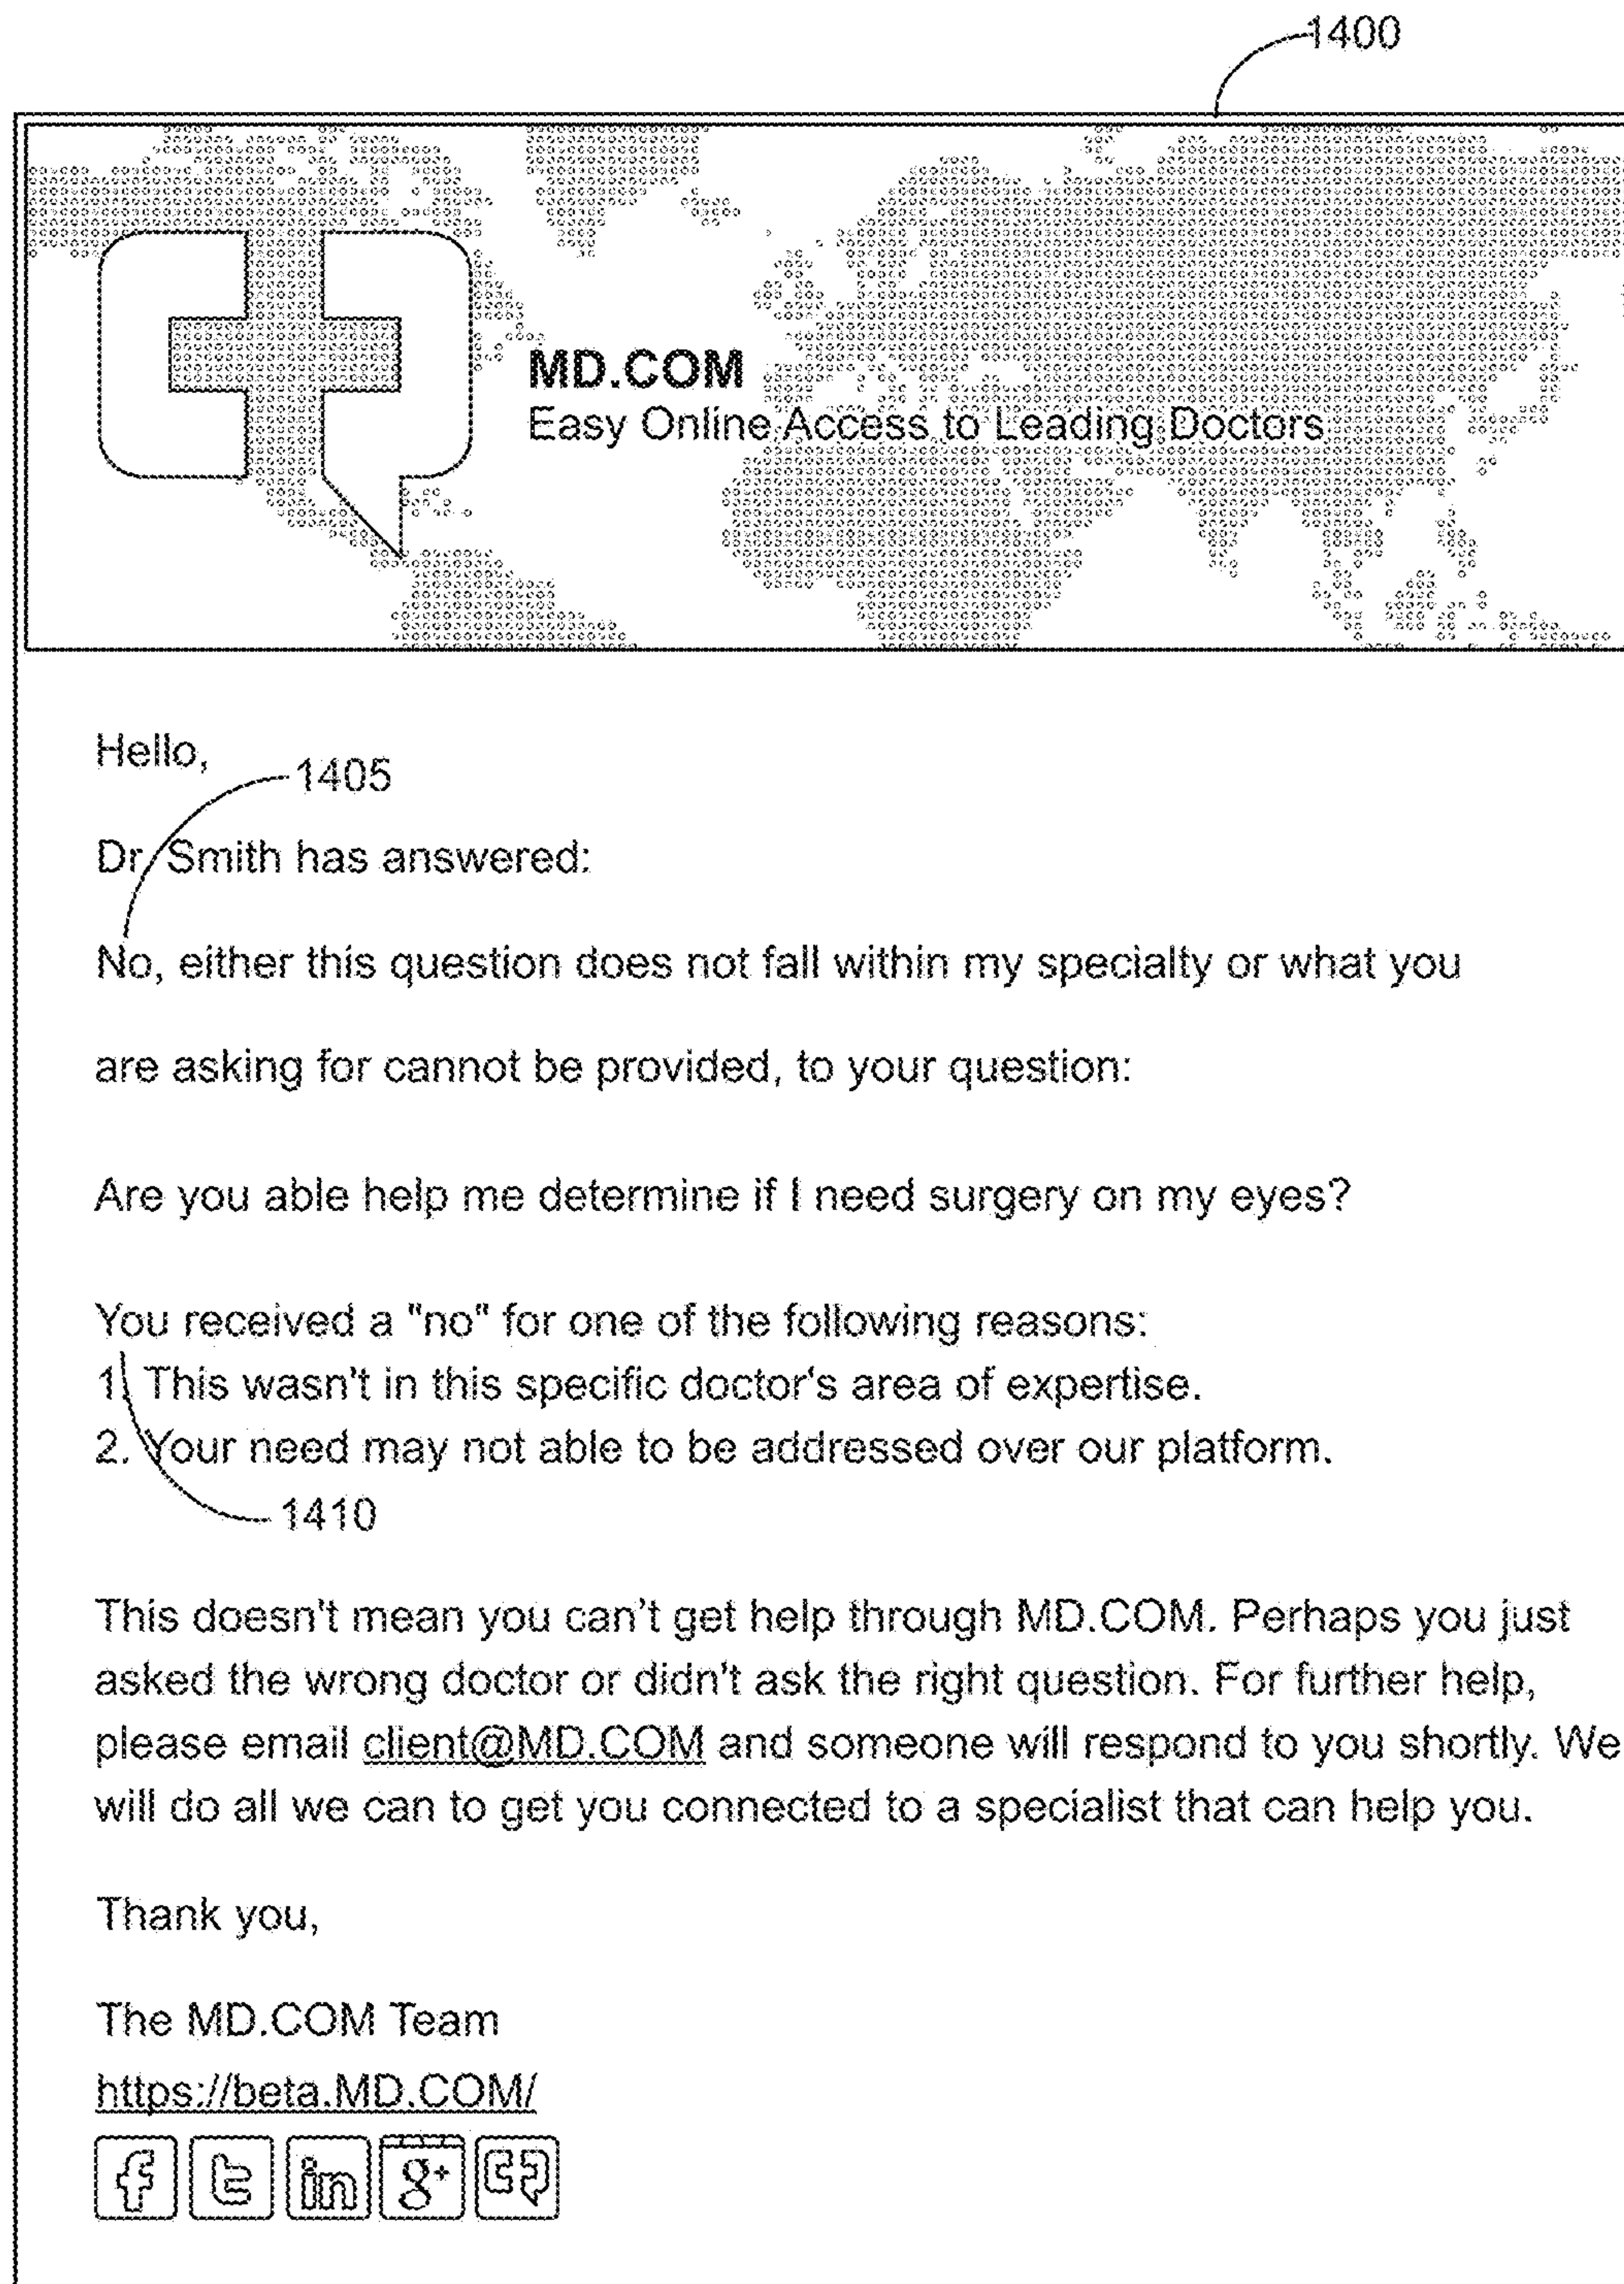 1400
MD.COM
Easy Online Access to Leading Doctors
Hello,
1405
Dr. Smith has answered:
No, either this question does not fall within my specialty or what you
are asking for cannot be provided, to your question:
Are you able help me determine if I need surgery on my eyes?
You received a "no" for one of the following reasons:
1. This wasn't in this specific doctor's area of expertise.
2. Your need may not able to be addressed over our platform.
1410
This doesn't mean you can't get help through MD.COM. Perhaps you just
asked the wrong doctor or didn't ask the right question. For further help,
please email client@MD.COM and someone will respond to you shortly. We
will do all we can to get you connected to a specialist that can help you.
Thank you,
The MD.COM Team
https://beta.MD.COM/
f t in g+